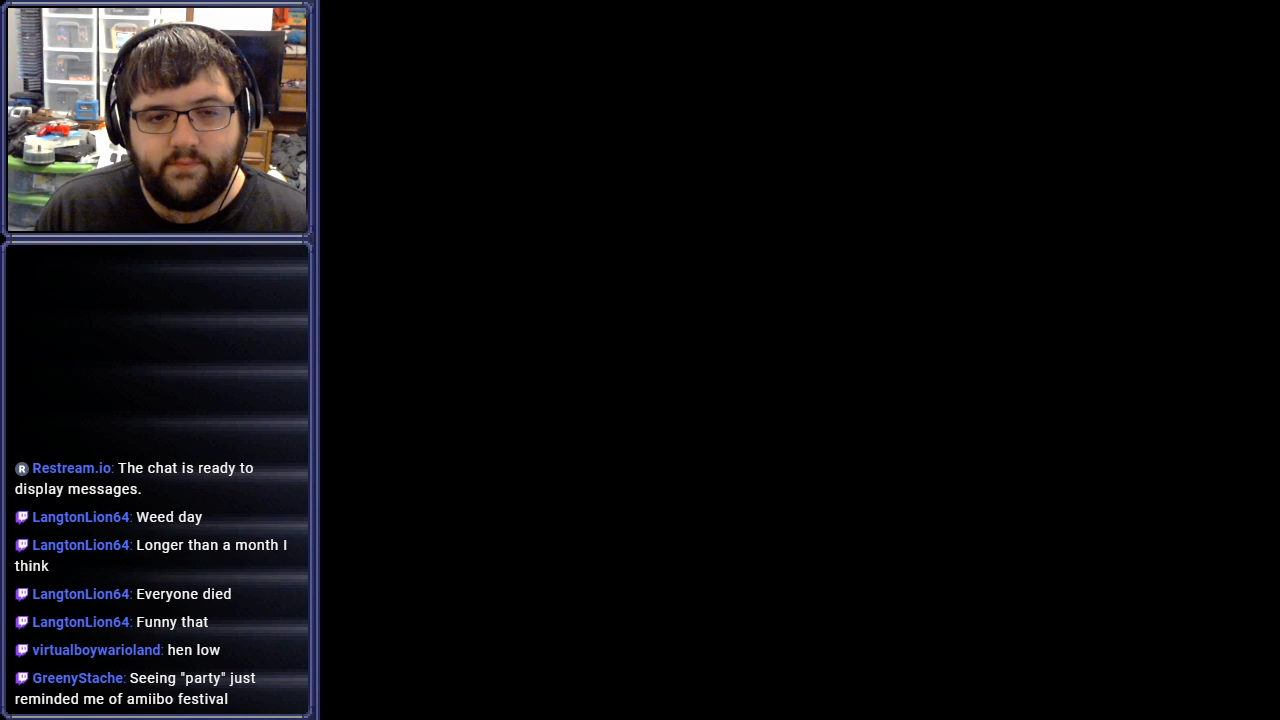 Restream.io: The chat is ready to
display messages.
LangtonLion64: Weed day
LangtonLion64: Longer than a month I
think
LangtonLion64: Everyone died
LangtonLion64: Funny that
virtualboywarioland: hen low
GreenyStache: Seeing "party" just
reminded me of amiibo festival